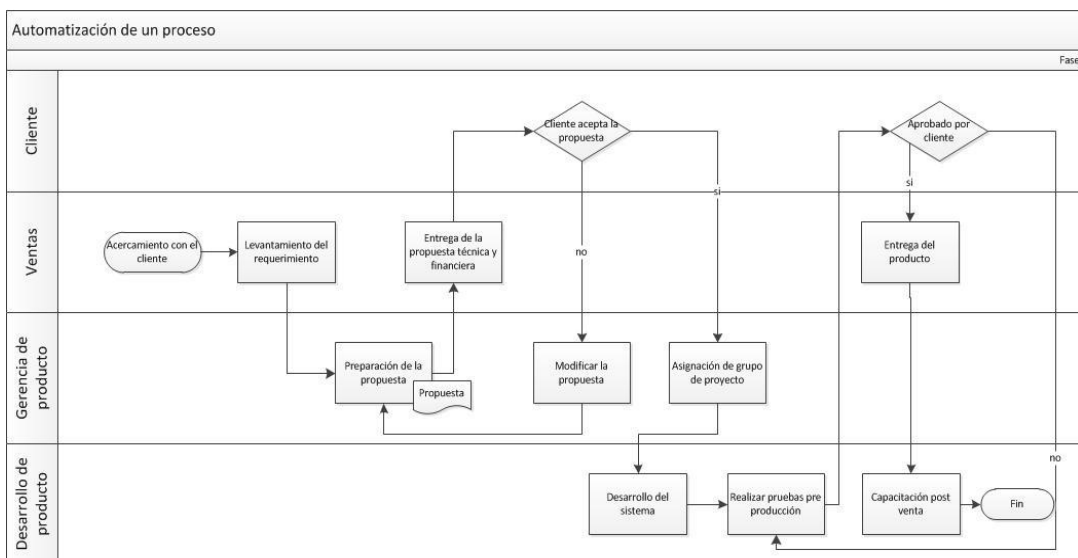 Automatización de un proceso
Fase
Cliente
Cliente acepta la
propuesta
Aprobado por
cliente
si
si
Ventas
Acercamiento con el
cliente
Levantamiento del
requerimiento
Entrega de la
propuesta técnica y
financiera
no
Entrega del
producto
Gerencia de
producto
Preparación de la
propuesta
Propuesta
Modificar la
propuesta
Asignación de grupo
de proyecto
no
Desarrollo de
producto
Desarrollo del
sistema
Realizar pruebas pre
producción
Capacitación post
venta
Fin